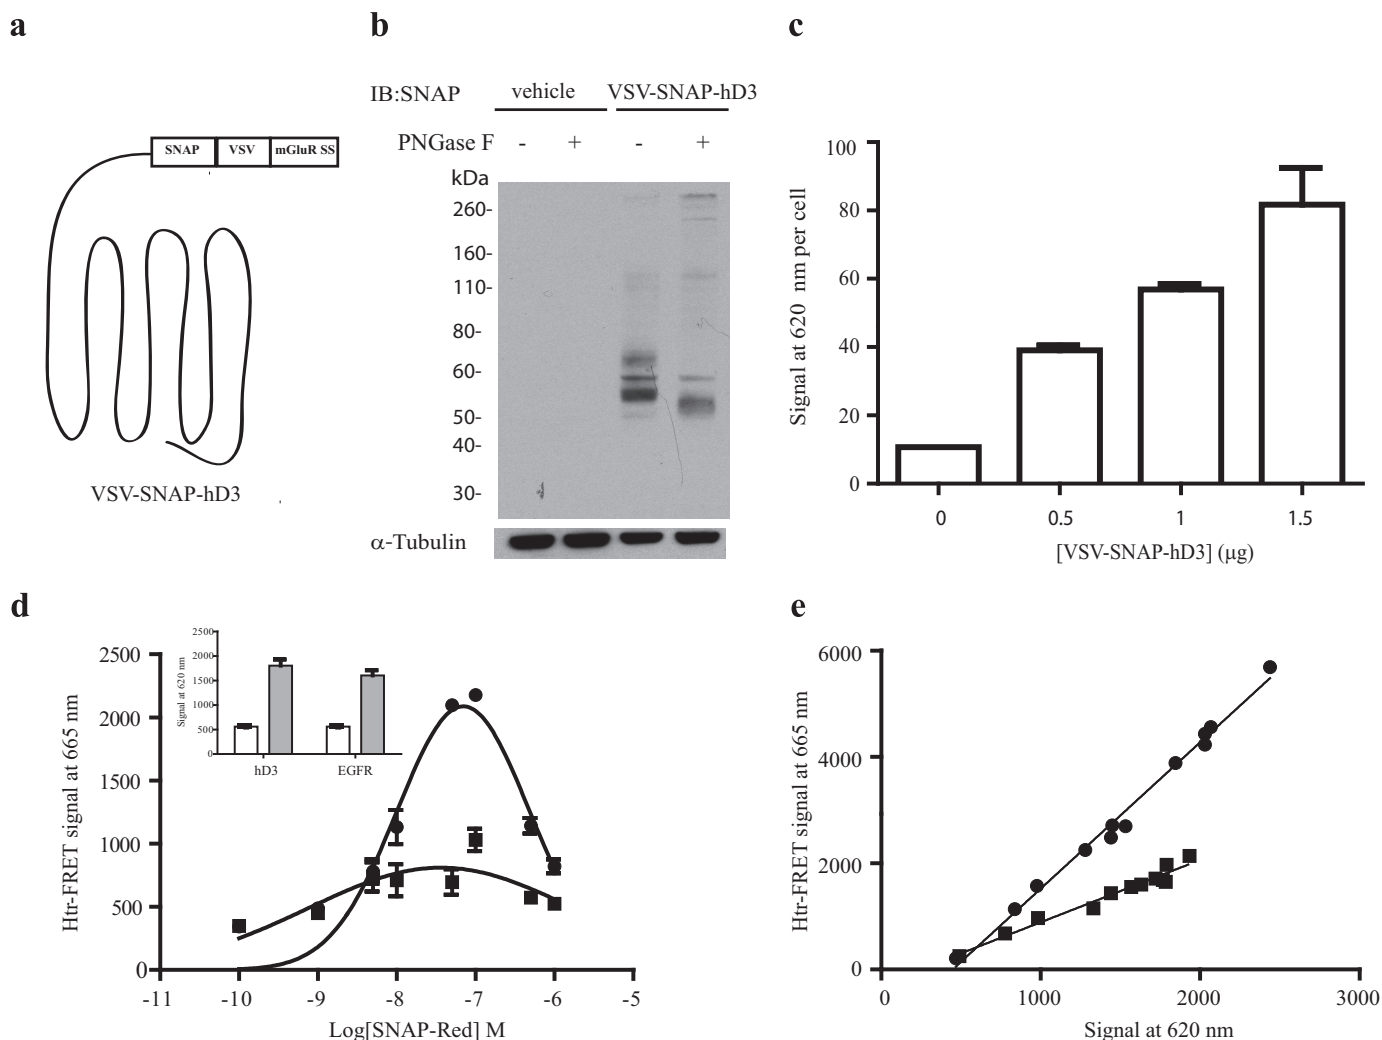 a
SNAP VSV mGluR SS
VSV-SNAP-hD3
b
IB:SNAP vehicle VSV-SNAP-hD3
PNGase F - + - +
kDa
260-
160-
110-
80-
60-
50-
40-
30-
α-Tubulin
c
Signal at 620 nm per cell
100
80
60
40
20
0
0 0.5 1 1.5
[VSV-SNAP-hD3] (μg)
d
Htr-FRET signal at 665 nm
2500
2000
1500
1000
500
0
-11 -10 -9 -8 -7 -6 -5
Log[SNAP-Red] M
Signal at 620 nm
2500
2000
1500
1000
500
0
hD3 EGFR
e
Htr-FRET signal at 665 nm
6000
4000
2000
0
0 1000 2000 3000
Signal at 620 nm